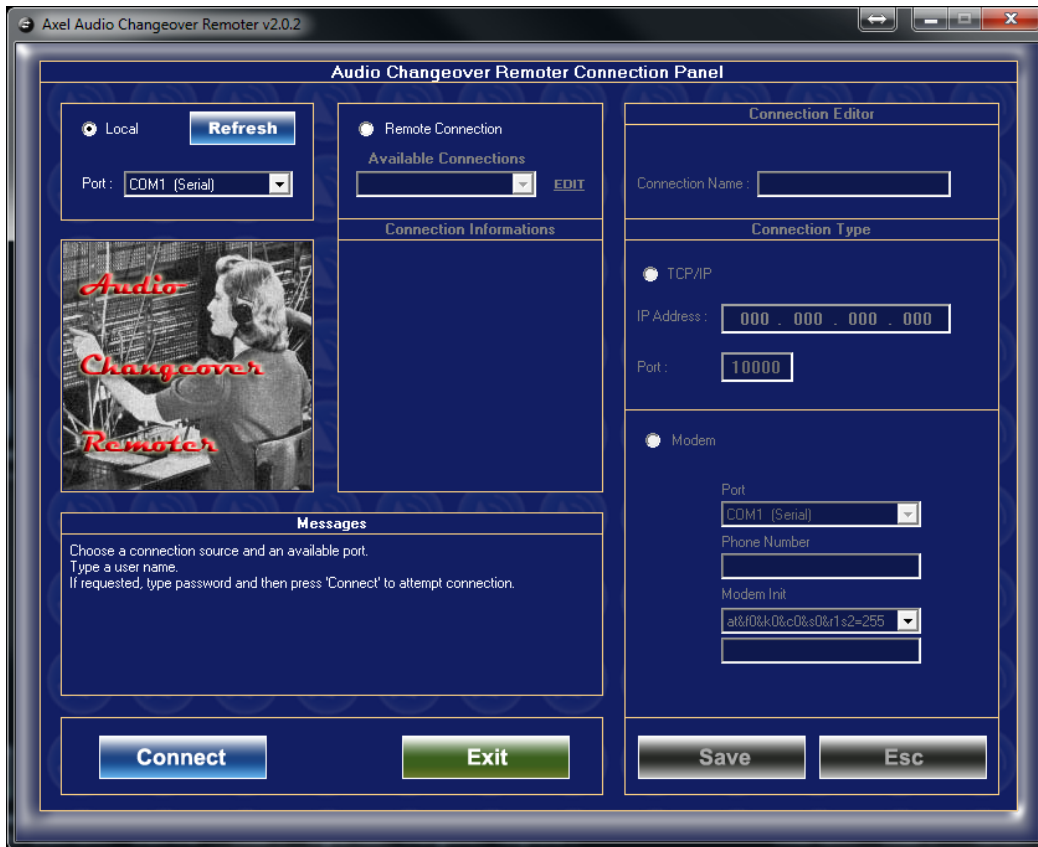 Axel Audio Changeover Remoter v2.0.2
Audio Changeover Remoter Connection Panel
Local
Refresh
Port :
COM1 (Serial)
Remote Connection
Available Connections
EDIT
Connection Informations
Audio
Changeover
Remoter
Messages
Choose a connection source and an available port.
Type a user name.
If requested, type password and then press 'Connect' to attempt connection.
Connect
Exit
Connection Editor
Connection Name :
Connection Type
TCP/IP
IP Address :
000 . 000 . 000 . 000
Port :
10000
Modem
Port
COM1 (Serial)
Phone Number
Modem Init
at&f0&k0&c0&s0&r1s2=255
Save
Esc